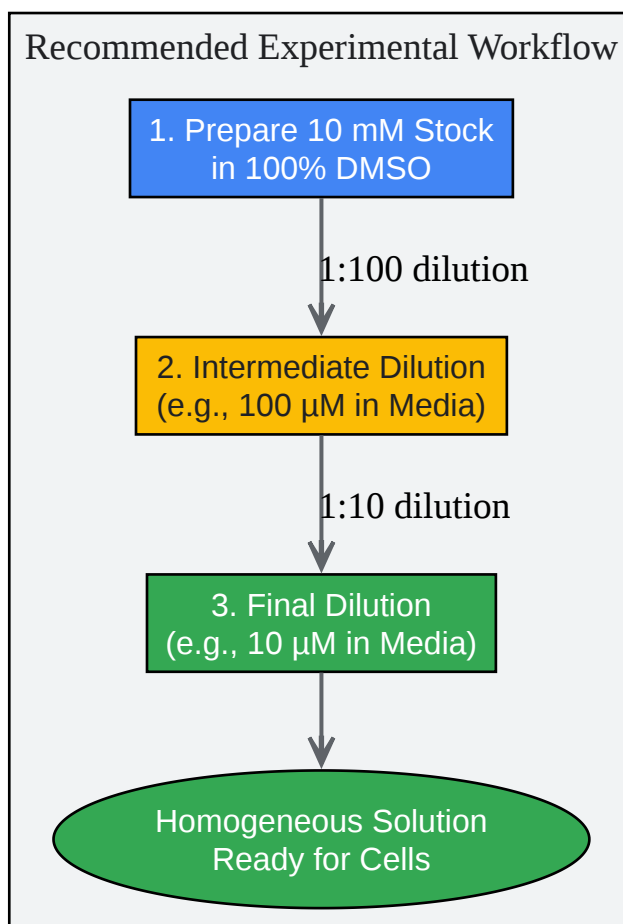 Recommended Experimental Workflow
1. Prepare 10 mM Stock
in 100% DMSO
1:100 dilution
2. Intermediate Dilution
(e.g., 100 µM in Media)
1:10 dilution
3. Final Dilution
(e.g., 10 µM in Media)
Homogeneous Solution
Ready for Cells